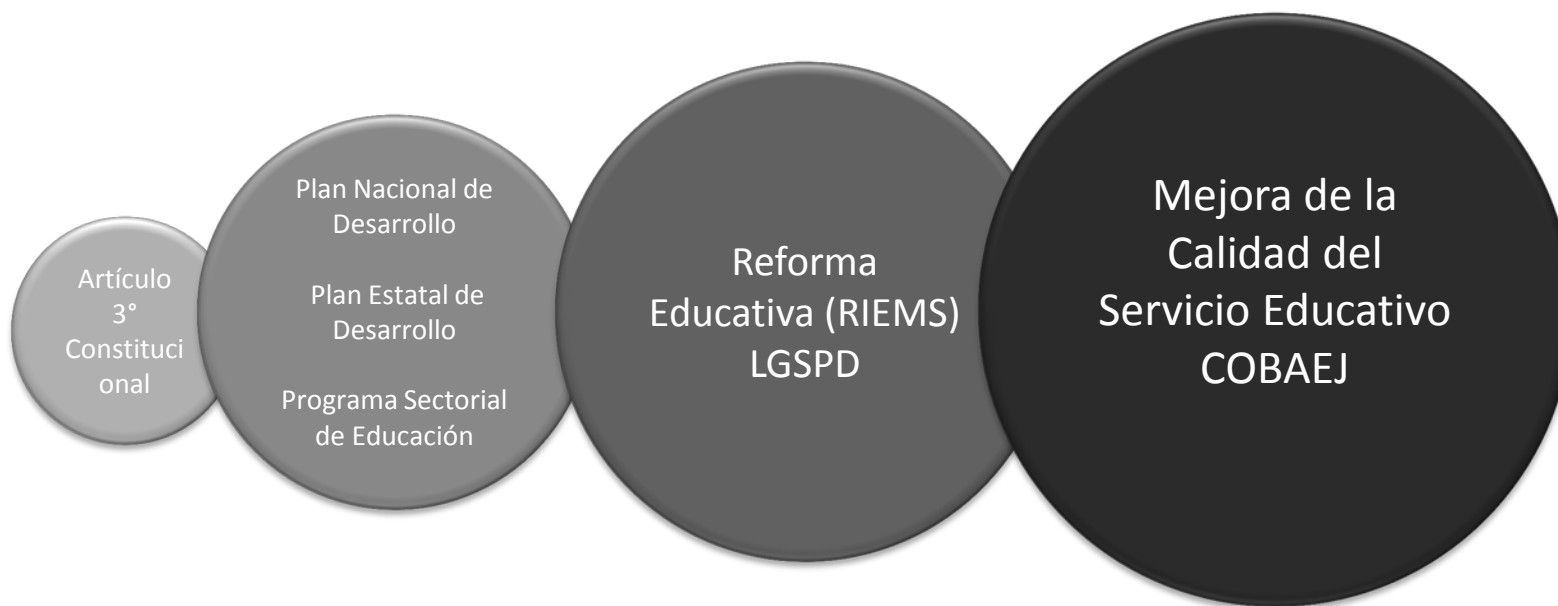 Artículo
3°
Constituci
onal
Plan Nacional de
Desarrollo
Plan Estatal de
Desarrollo
Programa Sectorial
de Educación
Reforma
Educativa (RIEMS)
LGSPD
Mejora de la
Calidad del
Servicio Educativo
COBAEJ